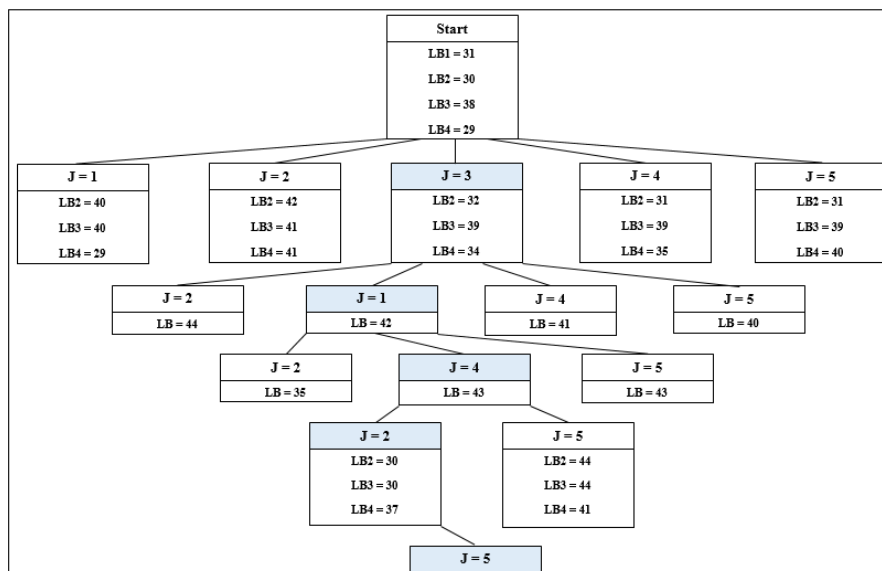 Start
LB1 = 31
LB2 = 30
LB3 = 38
LB4 = 29
J = 1
LB2 = 40
LB3 = 40
LB4 = 29
J = 2
LB2 = 42
LB3 = 41
LB4 = 41
J = 3
LB2 = 32
LB3 = 39
LB4 = 34
J = 4
LB2 = 31
LB3 = 39
LB4 = 35
J = 5
LB2 = 31
LB3 = 39
LB4 = 40
J = 2
LB = 44
J = 1
LB = 42
J = 4
LB = 41
J = 5
LB = 40
J = 2
LB = 35
J = 4
LB = 43
J = 5
LB = 43
J = 2
LB2 = 30
LB3 = 30
LB4 = 37
J = 5
LB2 = 44
LB3 = 44
LB4 = 41
J = 5